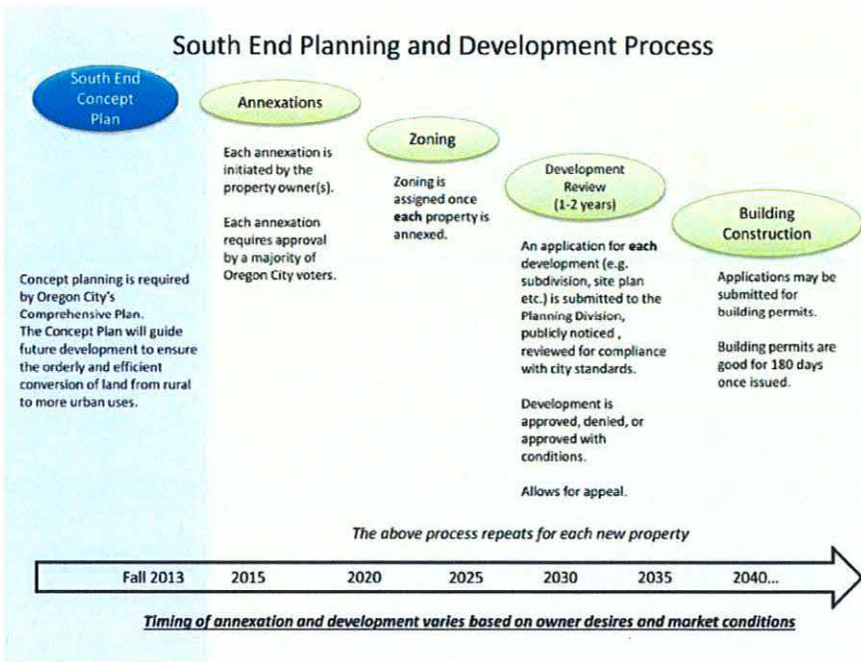 South End Planning and Development Process
South End
Concept
Plan
Concept planning is required
by Oregon City's
Comprehensive Plan.
The Concept Plan will guide
future development to ensure
the orderly and efficient
conversion of land from rural
to more urban uses.
Annexations
Each annexation is
initiated by the
property owner(s).
Each annexation
requires approval
by a majority of
Oregon City voters.
Zoning
Zoning is
assigned once
each property is
annexed.
Development
Review
(1-2 years)
An application for each
development (e.g.
subdivision, site plan
etc.) is submitted to the
Planning Division,
publicly noticed ,
reviewed for compliance
with city standards.
Development is
approved, denied, or
approved with
conditions.
Allows for appeal.
Building
Construction
Applications may be
submitted for
building permits.
Building permits are
good for 180 days
once issued.
The above process repeats for each new property
Fall 2013 2015 2020 2025 2030 2035 2040...
Timing of annexation and development varies based on owner desires and market conditions